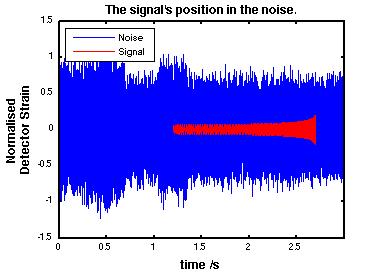 The signal's position in the noise.
1.5
Noise
Signal
1
0.5
0
-0.5
-1
-1.5
Normalised
Detector Strain
0 0.5 1 1.5 2 2.5
time /s